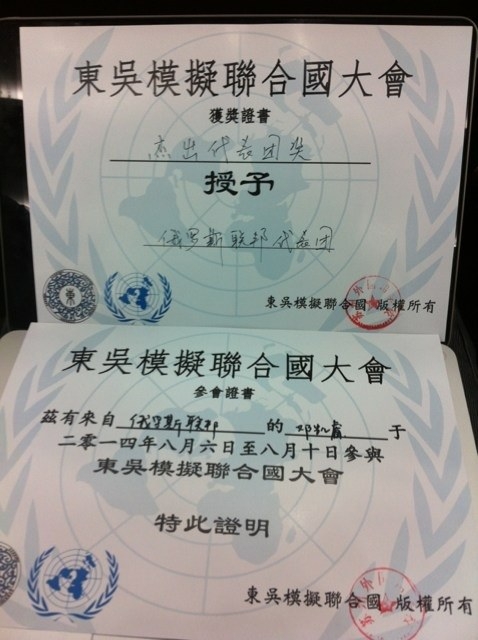 東吳模擬聯合國大會
獲獎證書
杰出代表团奖
授予
俄罗斯联邦代表团
東吳模擬聯合國 版權所有
東吳模擬聯合國大會
參會證書
茲有來自 俄罗斯联邦 的 邓 于
二零一四年八月六日至八月十日參與
東吳模擬聯合國大會
特此證明
東吳模擬聯合國 版權所有